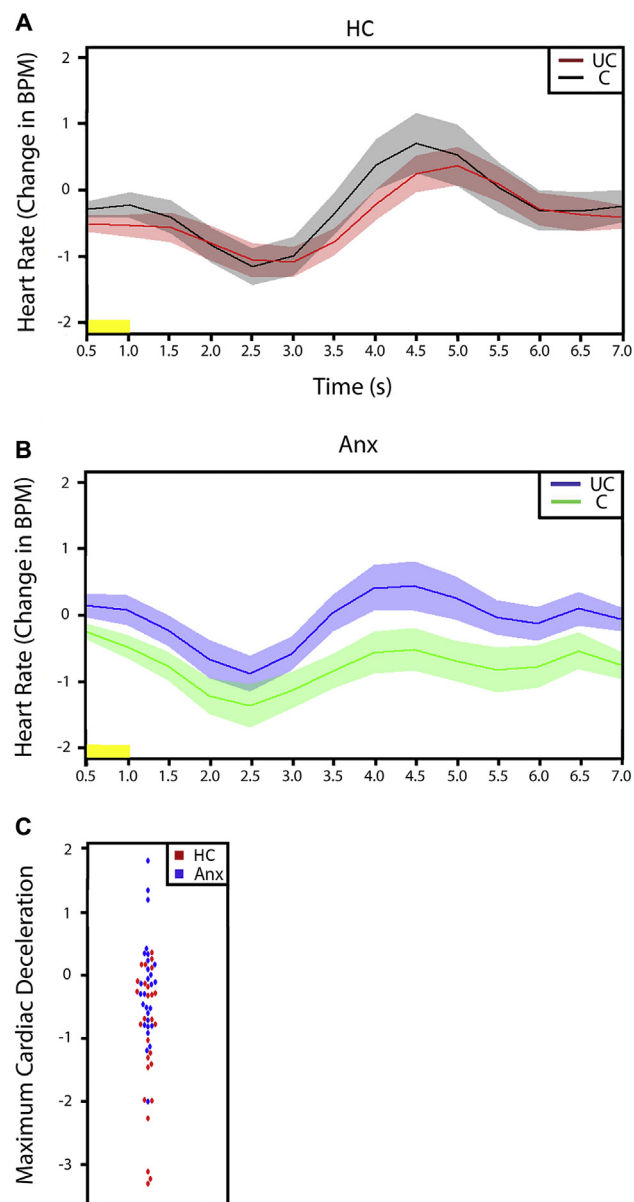 A
HC
UC
C
Heart Rate (Change in BPM)
2
1
0
-1
-2
0.5 1.0 1.5 2.0 2.5 3.0 3.5 4.0 4.5 5.0 5.5 6.0 6.5 7.0
Time (s)
B
Anx
UC
C
Heart Rate (Change in BPM)
2
1
0
-1
-2
0.5 1.0 1.5 2.0 2.5 3.0 3.5 4.0 4.5 5.0 5.5 6.0 6.5 7.0
C
HC
Anx
Maximum Cardiac Deceleration
2
1
0
-1
-2
-3